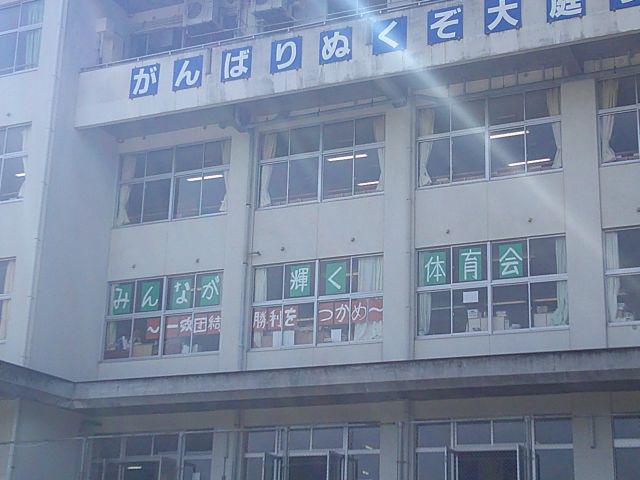 がんばりぬくぞ大庭
みんなが 輝く 体育会
～一致団結 勝利を つかめ～